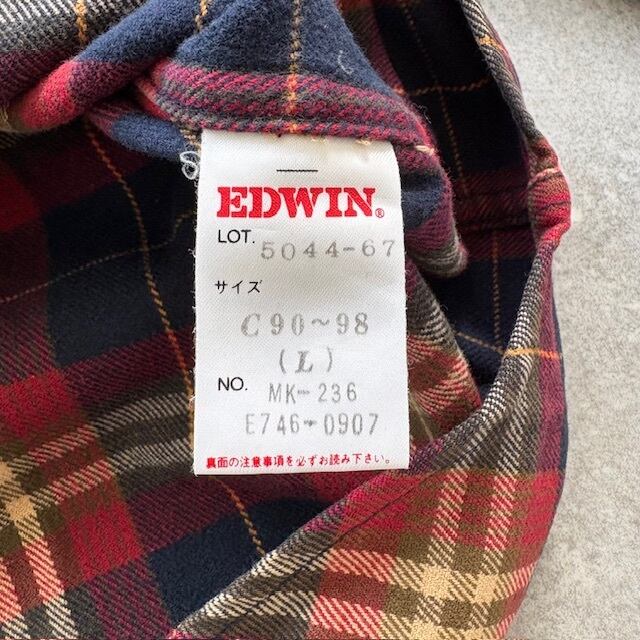 EDWIN®
LOT. 5044-67
サイズ
C90~98
(L)
NO. MK-236
E746-0907
裏面の注意事項を必ずお読み下さい。